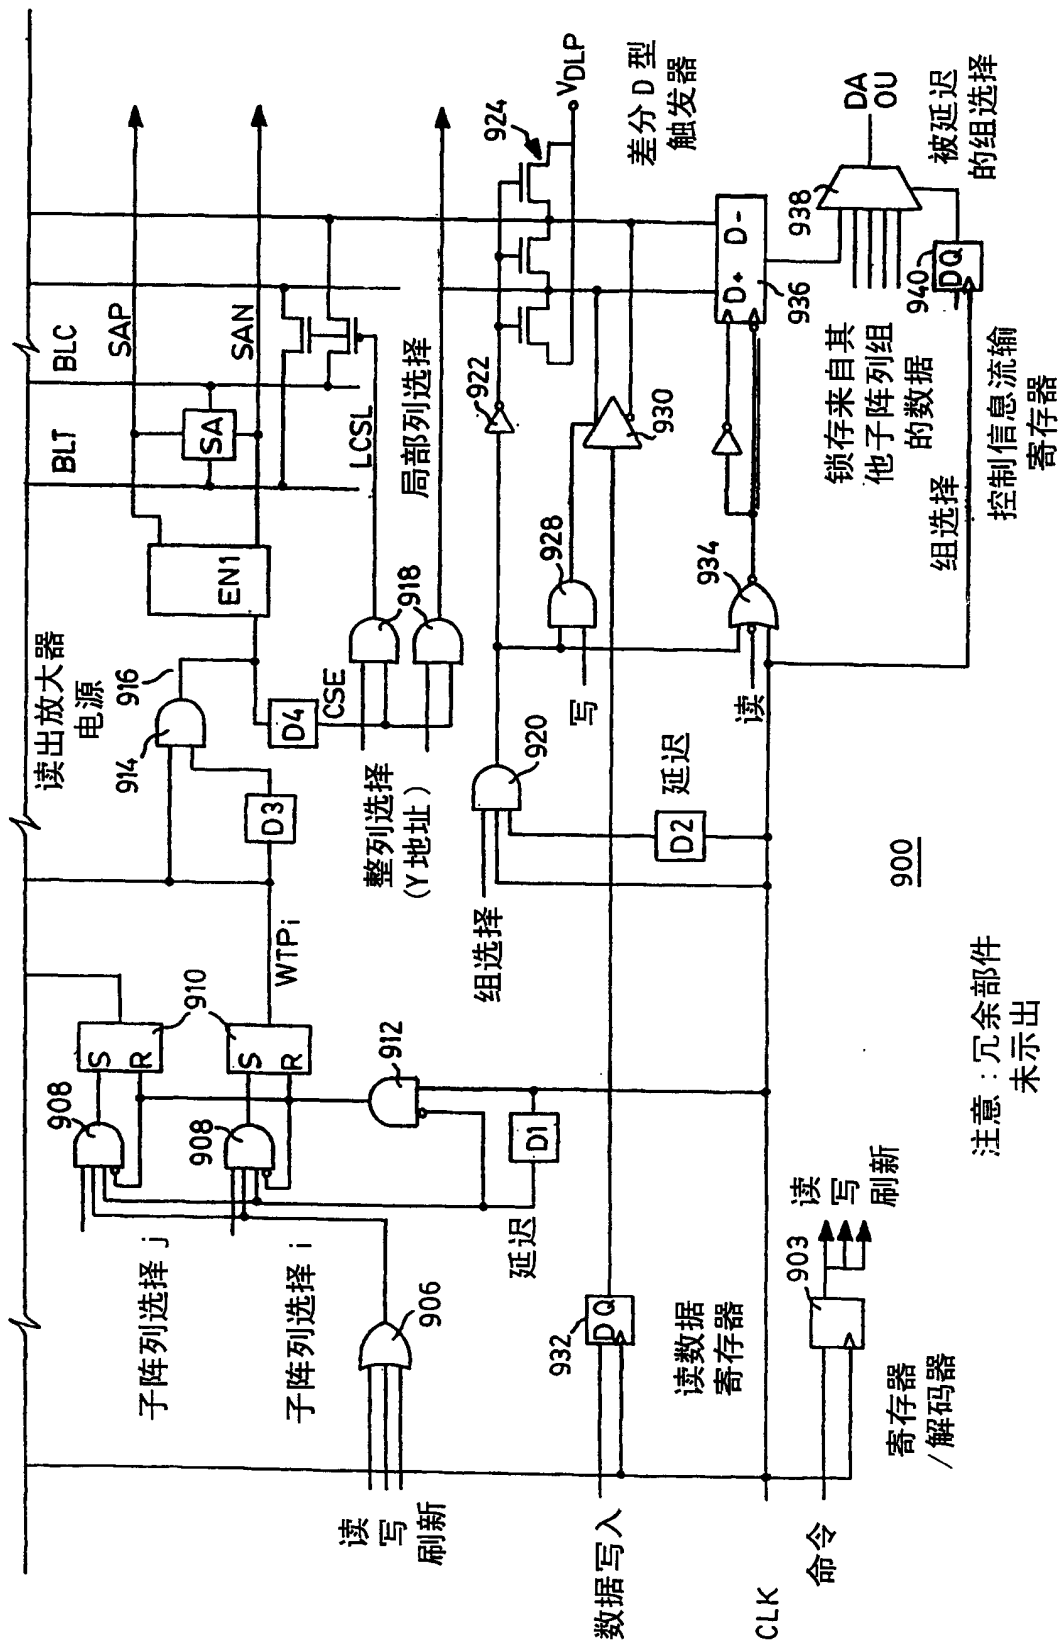 BLC
BLT
SAP
SAN
SA
EN1
读出放大器
电源
916
914
D3
D4
CSE
918
LCSL
局部列选择
整列选择
(Y地址)
WTPi
910
S
R
S
R
908
908
912
D1
延迟
子阵列选择 j
子阵列选择 i
906
读
写
刷新
924
VDLP
922
差分 D 型
触发器
930
928
写
920
组选择
D2
延迟
934
读
D+ D-
936
938
DA
OU
被延迟
的组选择
940
DQ
锁存来自其
他子阵列组
的数据
组选择
控制信息流输
寄存器
932
D Q
数据写入
读数据
寄存器
CLK
命令
903
读
写
刷新
寄存器
/解码器
900
注意：冗余部件
未示出